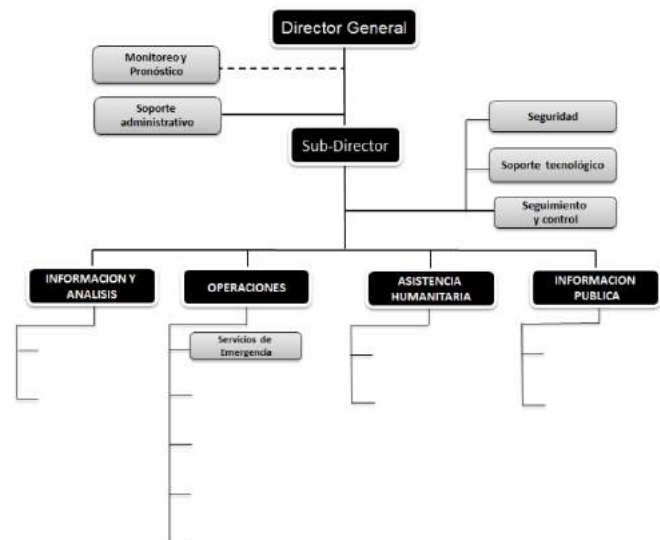 Director General
Monitoreo y
Pronóstico
Soporte
administrativo
Sub-Director
Seguridad
Soporte tecnológico
Seguimiento
y control
INFORMACION Y
ANALISIS
OPERACIONES
ASISTENCIA
HUMANITARIA
INFORMACION
PUBLICA
Servicios de
Emergencia